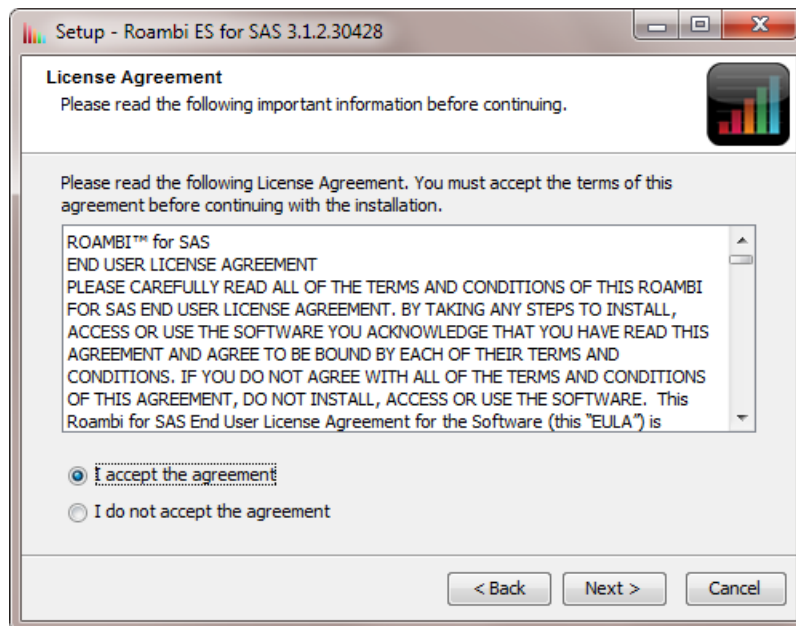 Setup - Roambi ES for SAS 3.1.2.30428
License Agreement
Please read the following important information before continuing.
Please read the following License Agreement. You must accept the terms of this
agreement before continuing with the installation.
ROAMBI™ for SAS
END USER LICENSE AGREEMENT
PLEASE CAREFULLY READ ALL OF THE TERMS AND CONDITIONS OF THIS ROAMBI
FOR SAS END USER LICENSE AGREEMENT. BY TAKING ANY STEPS TO INSTALL,
ACCESS OR USE THE SOFTWARE YOU ACKNOWLEDGE THAT YOU HAVE READ THIS
AGREEMENT AND AGREE TO BE BOUND BY EACH OF THEIR TERMS AND
CONDITIONS. IF YOU DO NOT AGREE WITH ALL OF THE TERMS AND CONDITIONS
OF THIS AGREEMENT, DO NOT INSTALL, ACCESS OR USE THE SOFTWARE.  This
Roambi for SAS End User License Agreement for the Software (this "EULA") is
I accept the agreement
I do not accept the agreement
< Back
Next >
Cancel